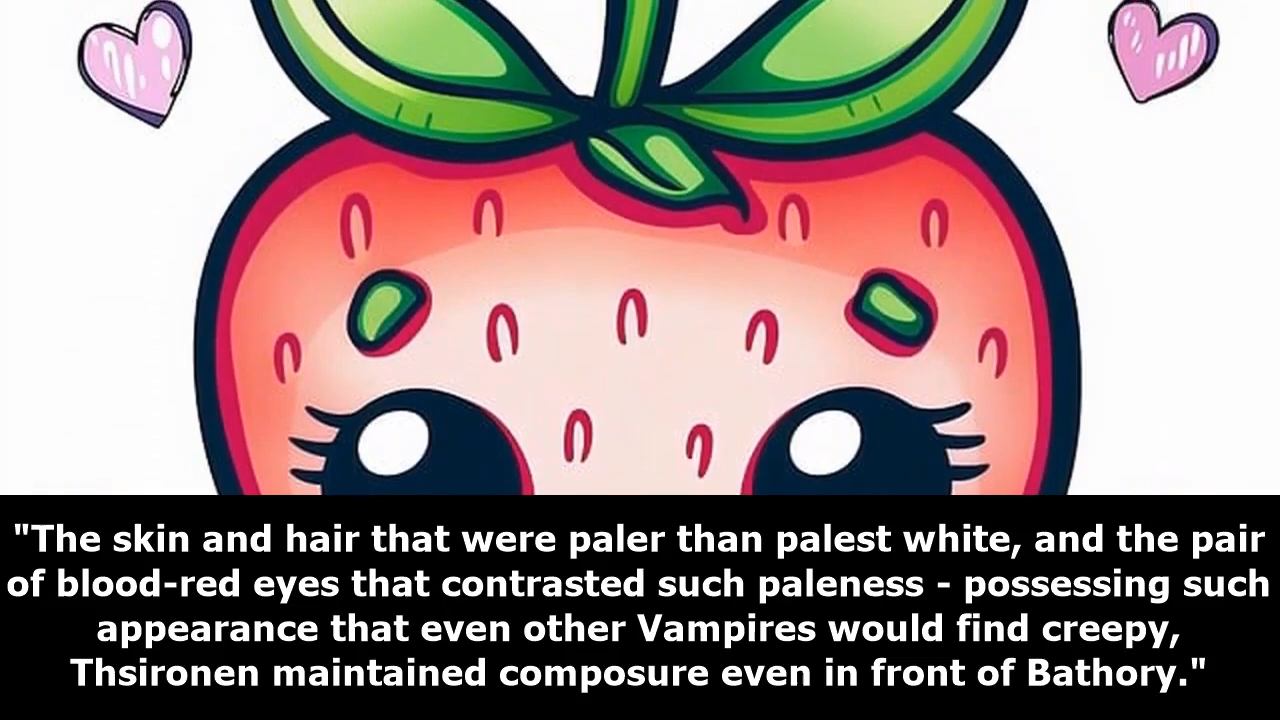 "The skin and hair that were paler than palest white, and the pair
of blood-red eyes that contrasted such paleness - possessing such
appearance that even other Vampires would find creepy,
Thsironen maintained composure even in front of Bathory."